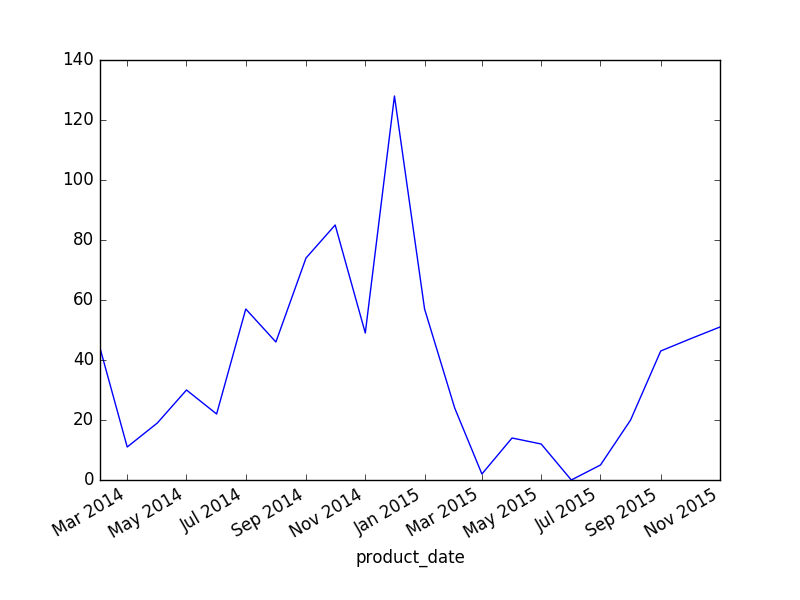 140
120
100
80
60
40
20
0
Mar 2014
May 2014
Jul 2014
Sep 2014
Nov 2014
Jan 2015
Mar 2015
May 2015
Jul 2015
Sep 2015
Nov 2015
product_date